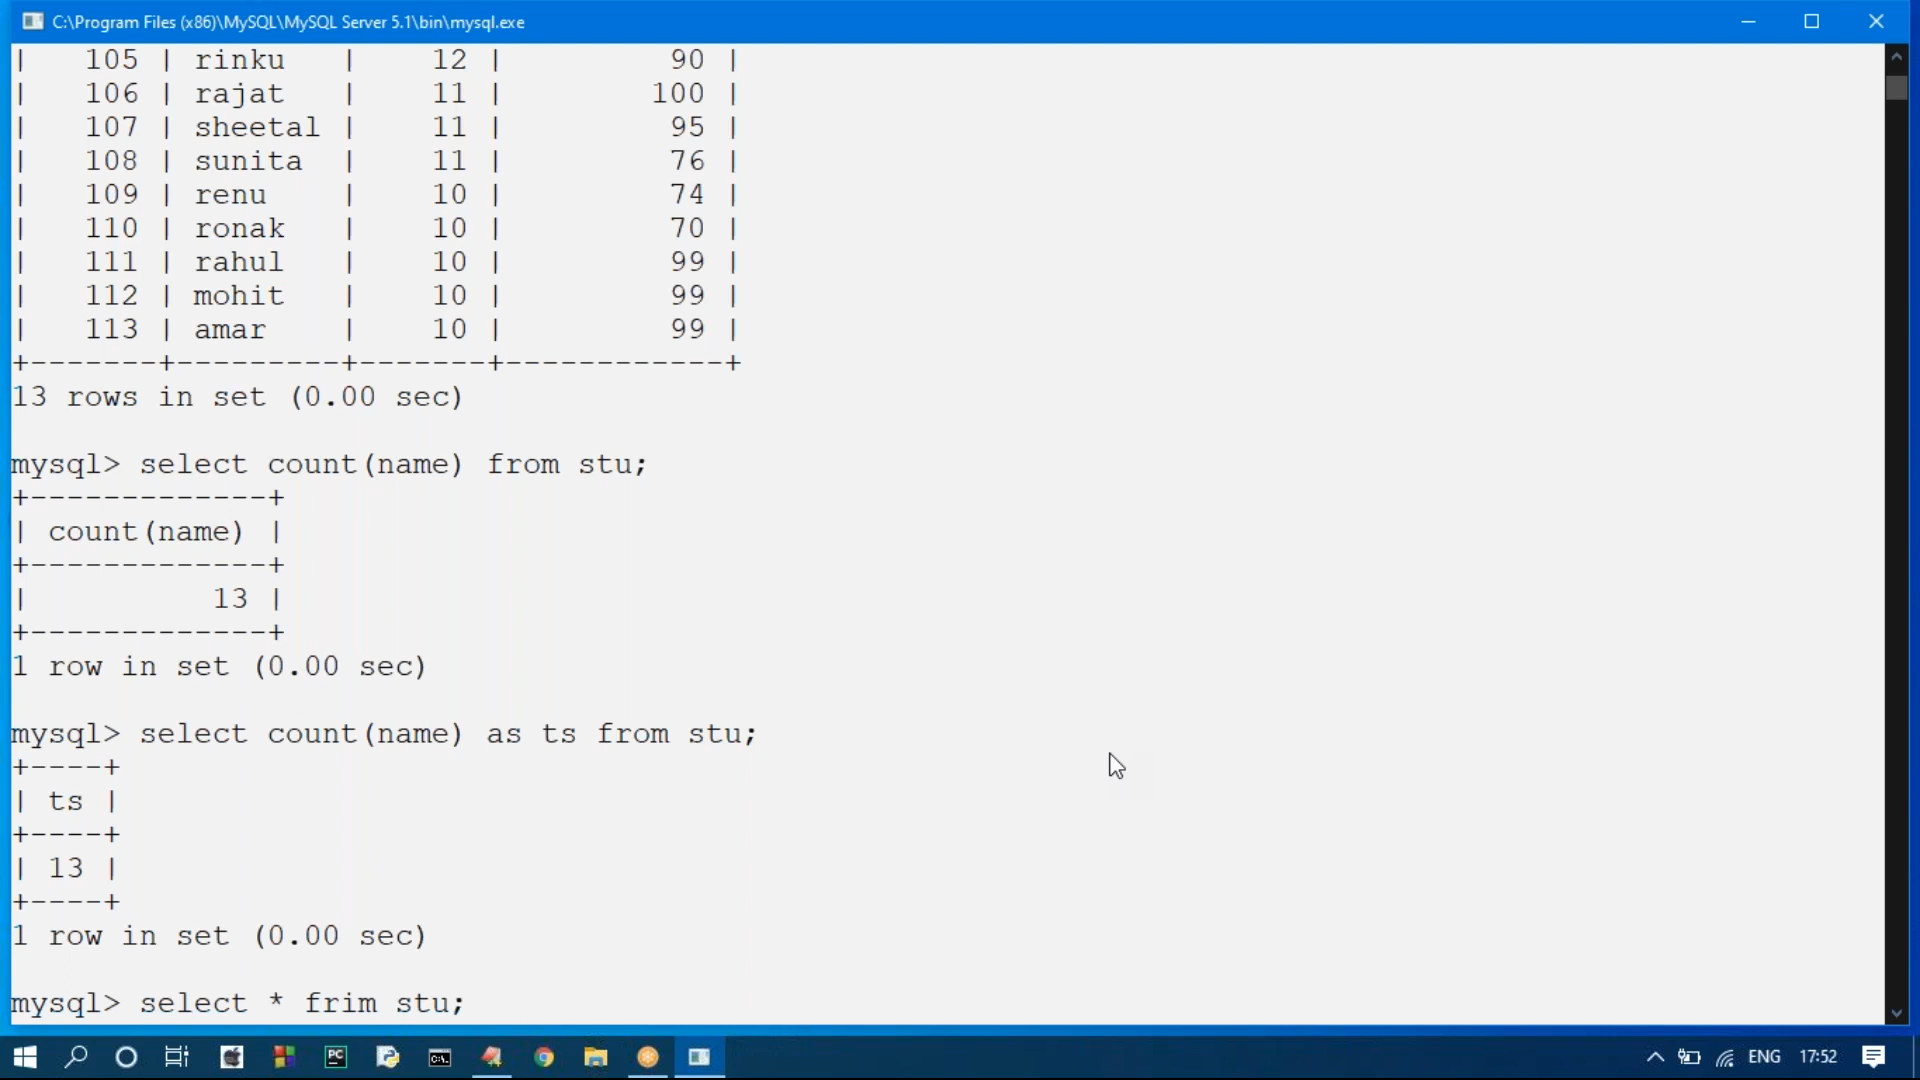 C:\Program Files (x86)\MySQL\MySQL Server 5.1\bin\mysql.exe
|   105 | rinku   |    12 |         90 |
|   106 | rajat   |    11 |        100 |
|   107 | sheetal |    11 |         95 |
|   108 | sunita  |    11 |         76 |
|   109 | renu    |    10 |         74 |
|   110 | ronak   |    10 |         70 |
|   111 | rahul   |    10 |         99 |
|   112 | mohit   |    10 |         99 |
|   113 | amar    |    10 |         99 |
+-------+---------+-------+------------+
13 rows in set (0.00 sec)
mysql> select count(name) from stu;
+-------------+
| count(name) |
+-------------+
|          13 |
+-------------+
1 row in set (0.00 sec)
mysql> select count(name) as ts from stu;
+----+
| ts |
+----+
| 13 |
+----+
1 row in set (0.00 sec)
mysql> select * frim stu;
PC
C:\.
ENG 17:52